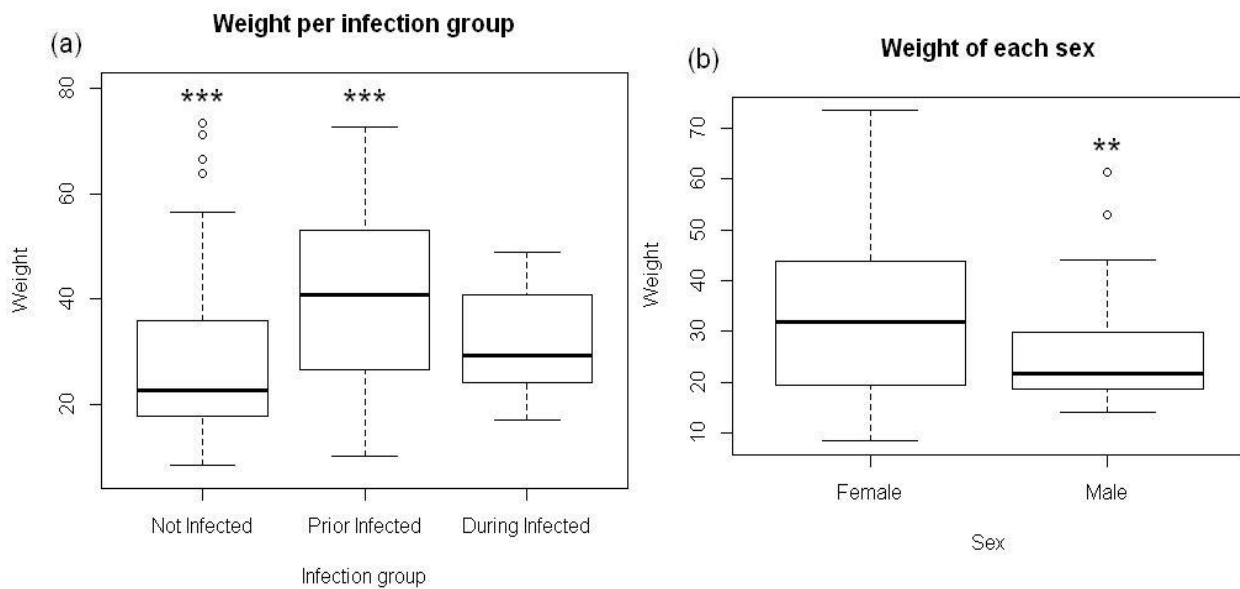 Weight per infection group
(a)
80
60
40
20
Weight
*** ***
Not Infected Prior Infected During Infected
Infection group
Weight of each sex
(b)
70
60
50
40
30
20
10
Weight
**
Female Male
Sex